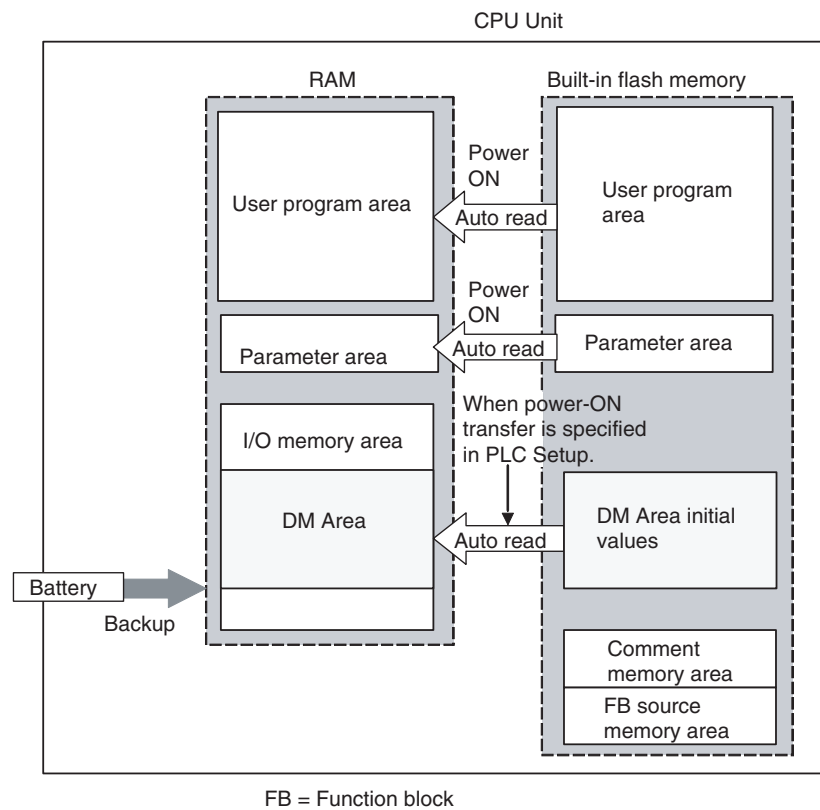 CPU Unit
RAM
Built-in flash memory
User program area
Power
ON
Auto read
User program
area
Parameter area
Power
ON
Auto read
Parameter area
When power-ON
transfer is specified
in PLC Setup.
I/O memory area
DM Area
Auto read
DM Area initial
values
Battery
Backup
Comment
memory area
FB source
memory area
FB = Function block